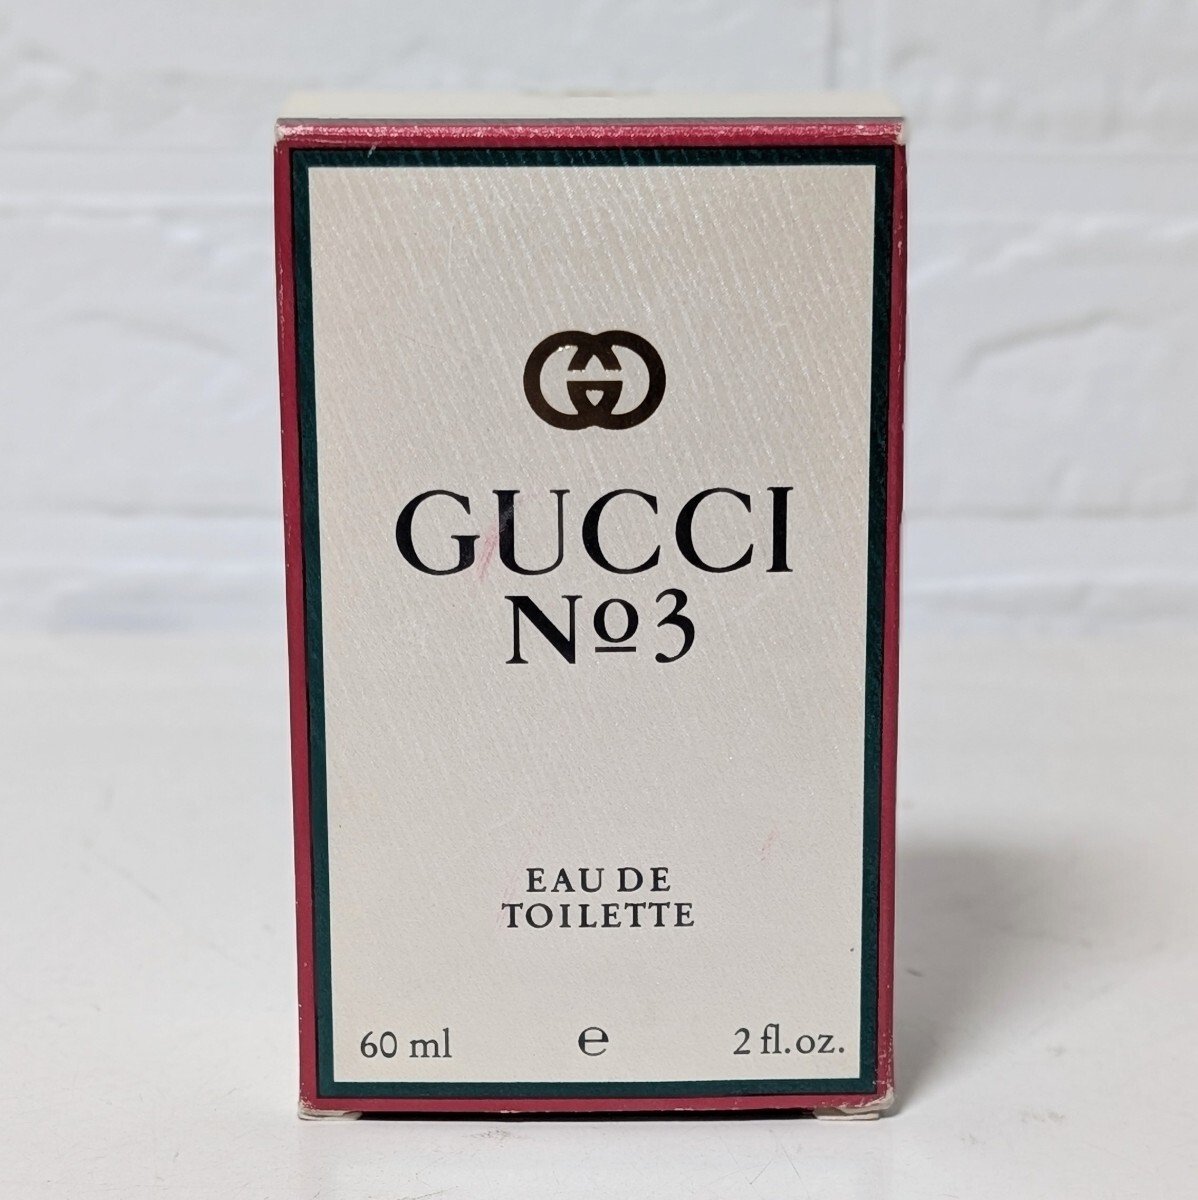 GUCCI
Nº3
EAU DE
TOILETTE
60 ml ℮ 2 fl.oz.